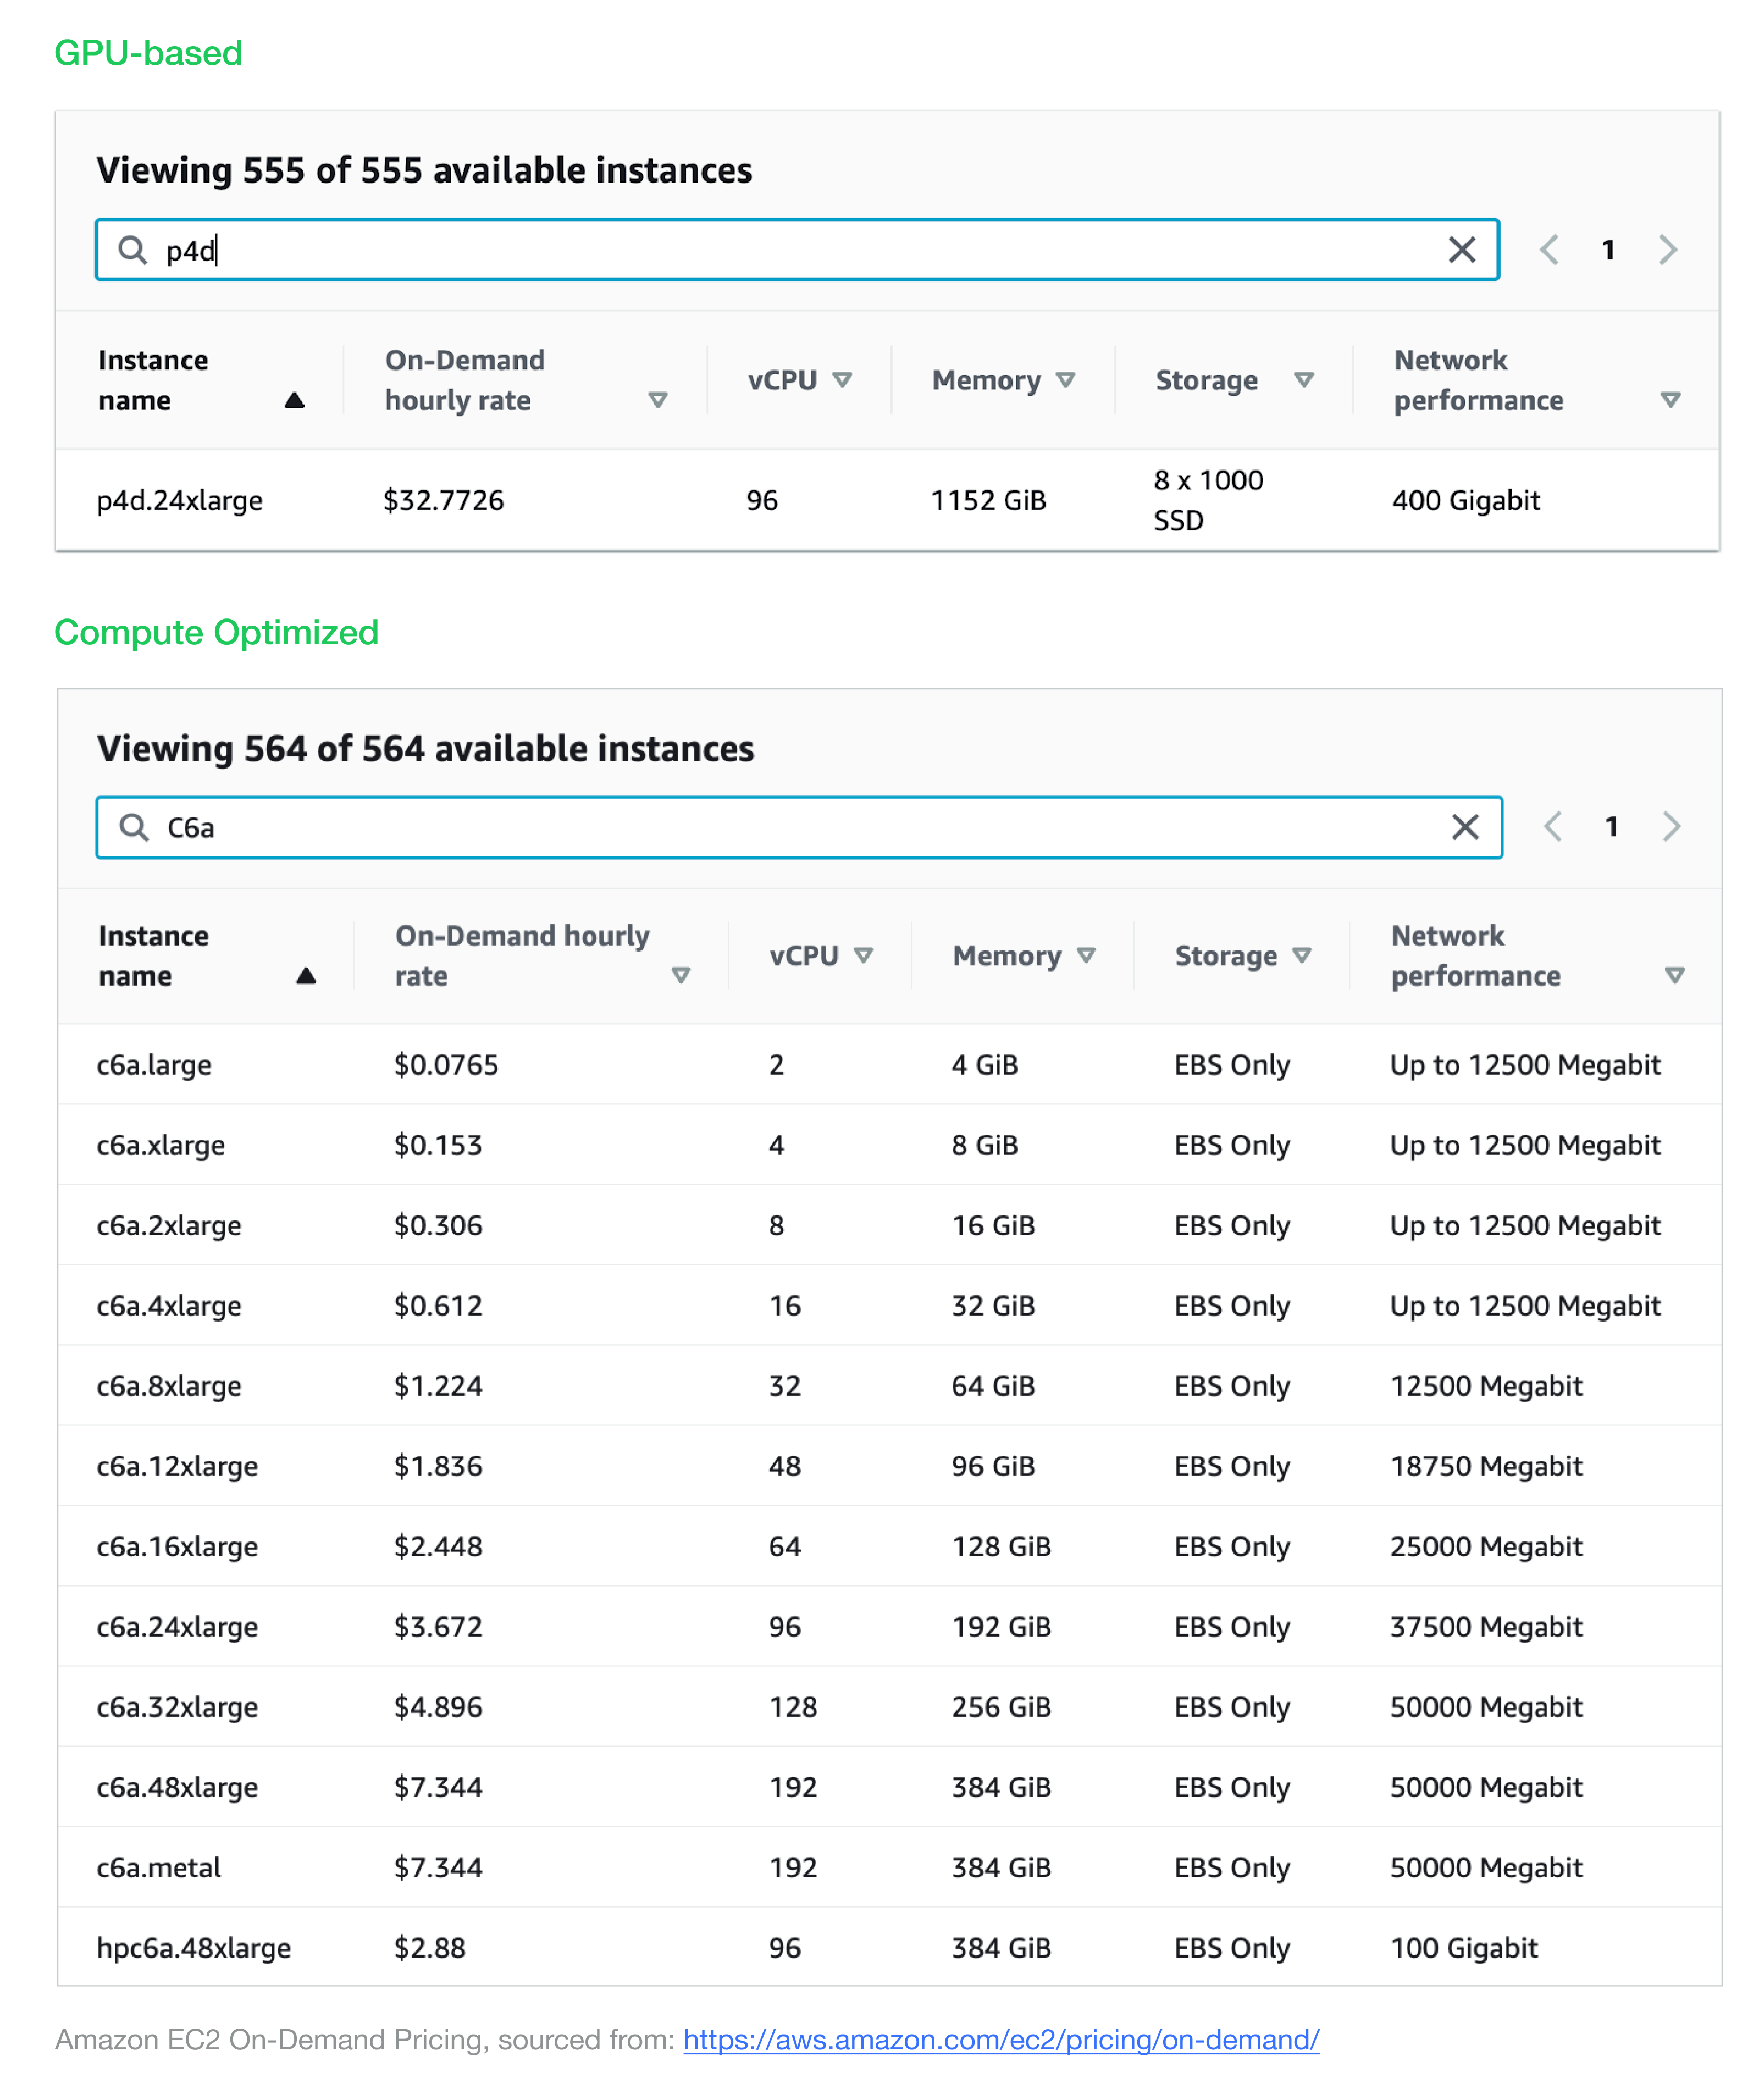 GPU-based
Viewing 555 of 555 available instances
p4d
1
Instance name
On-Demand hourly rate
vCPU
Memory
Storage
Network performance
p4d.24xlarge $32.7726 96 1152 GiB 8 x 1000 SSD 400 Gigabit
Compute Optimized
Viewing 564 of 564 available instances
C6a
1
Instance name
On-Demand hourly rate
vCPU
Memory
Storage
Network performance
c6a.large $0.0765 2 4 GiB EBS Only Up to 12500 Megabit
c6a.xlarge $0.153 4 8 GiB EBS Only Up to 12500 Megabit
c6a.2xlarge $0.306 8 16 GiB EBS Only Up to 12500 Megabit
c6a.4xlarge $0.612 16 32 GiB EBS Only Up to 12500 Megabit
c6a.8xlarge $1.224 32 64 GiB EBS Only 12500 Megabit
c6a.12xlarge $1.836 48 96 GiB EBS Only 18750 Megabit
c6a.16xlarge $2.448 64 128 GiB EBS Only 25000 Megabit
c6a.24xlarge $3.672 96 192 GiB EBS Only 37500 Megabit
c6a.32xlarge $4.896 128 256 GiB EBS Only 50000 Megabit
c6a.48xlarge $7.344 192 384 GiB EBS Only 50000 Megabit
c6a.metal $7.344 192 384 GiB EBS Only 50000 Megabit
hpc6a.48xlarge $2.88 96 384 GiB EBS Only 100 Gigabit
Amazon EC2 On-Demand Pricing, sourced from: https://aws.amazon.com/ec2/pricing/on-demand/